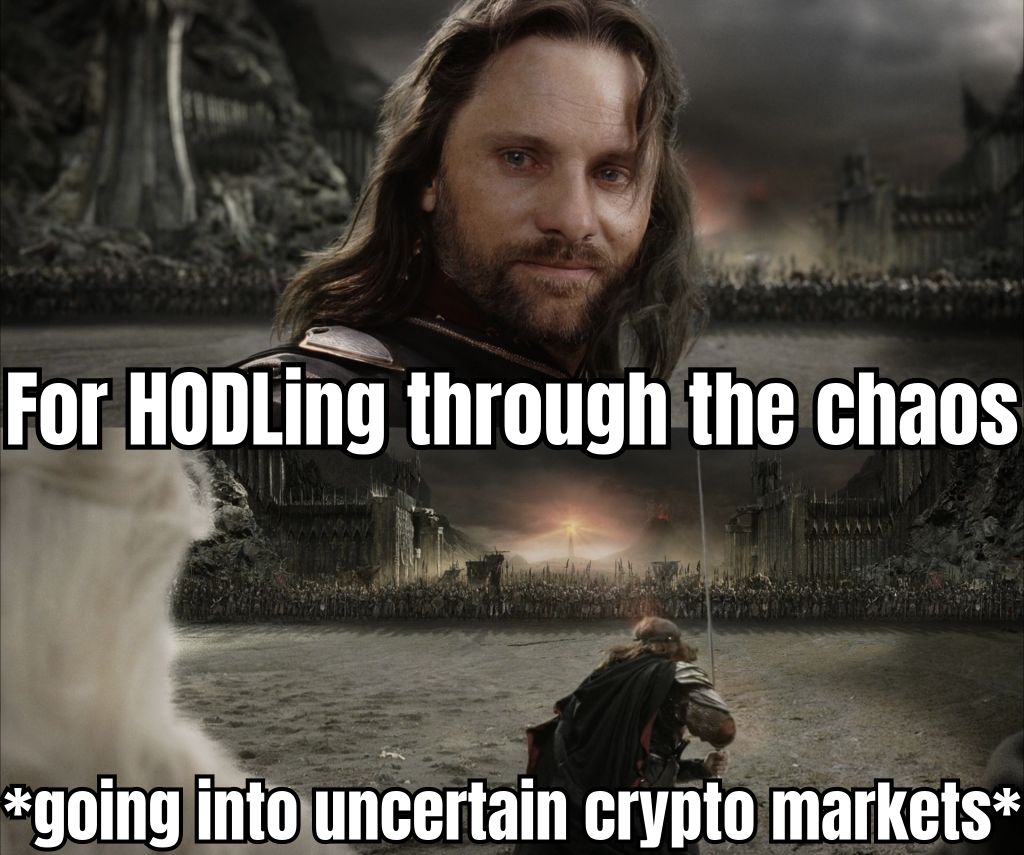 For HODLing through the chaos
*going into uncertain crypto markets*